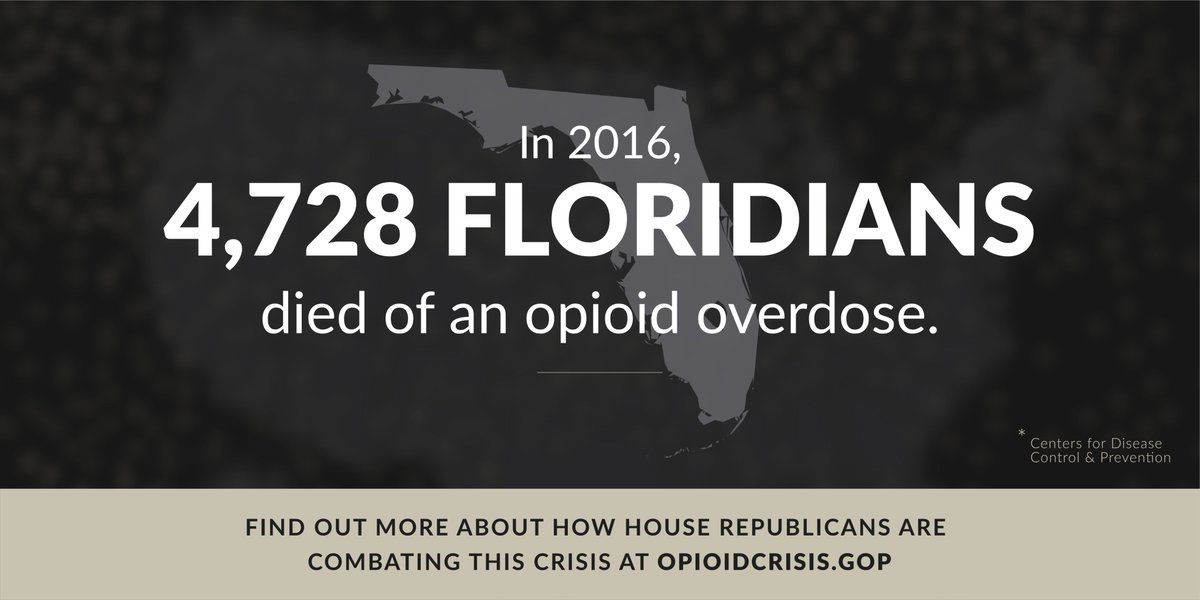 In 2016,
4,728 FLORIDIANS
died of an opioid overdose.
* Centers for Disease
Control & Prevention
FIND OUT MORE ABOUT HOW HOUSE REPUBLICANS ARE
COMBATING THIS CRISIS AT OPIOIDCRISIS.GOP